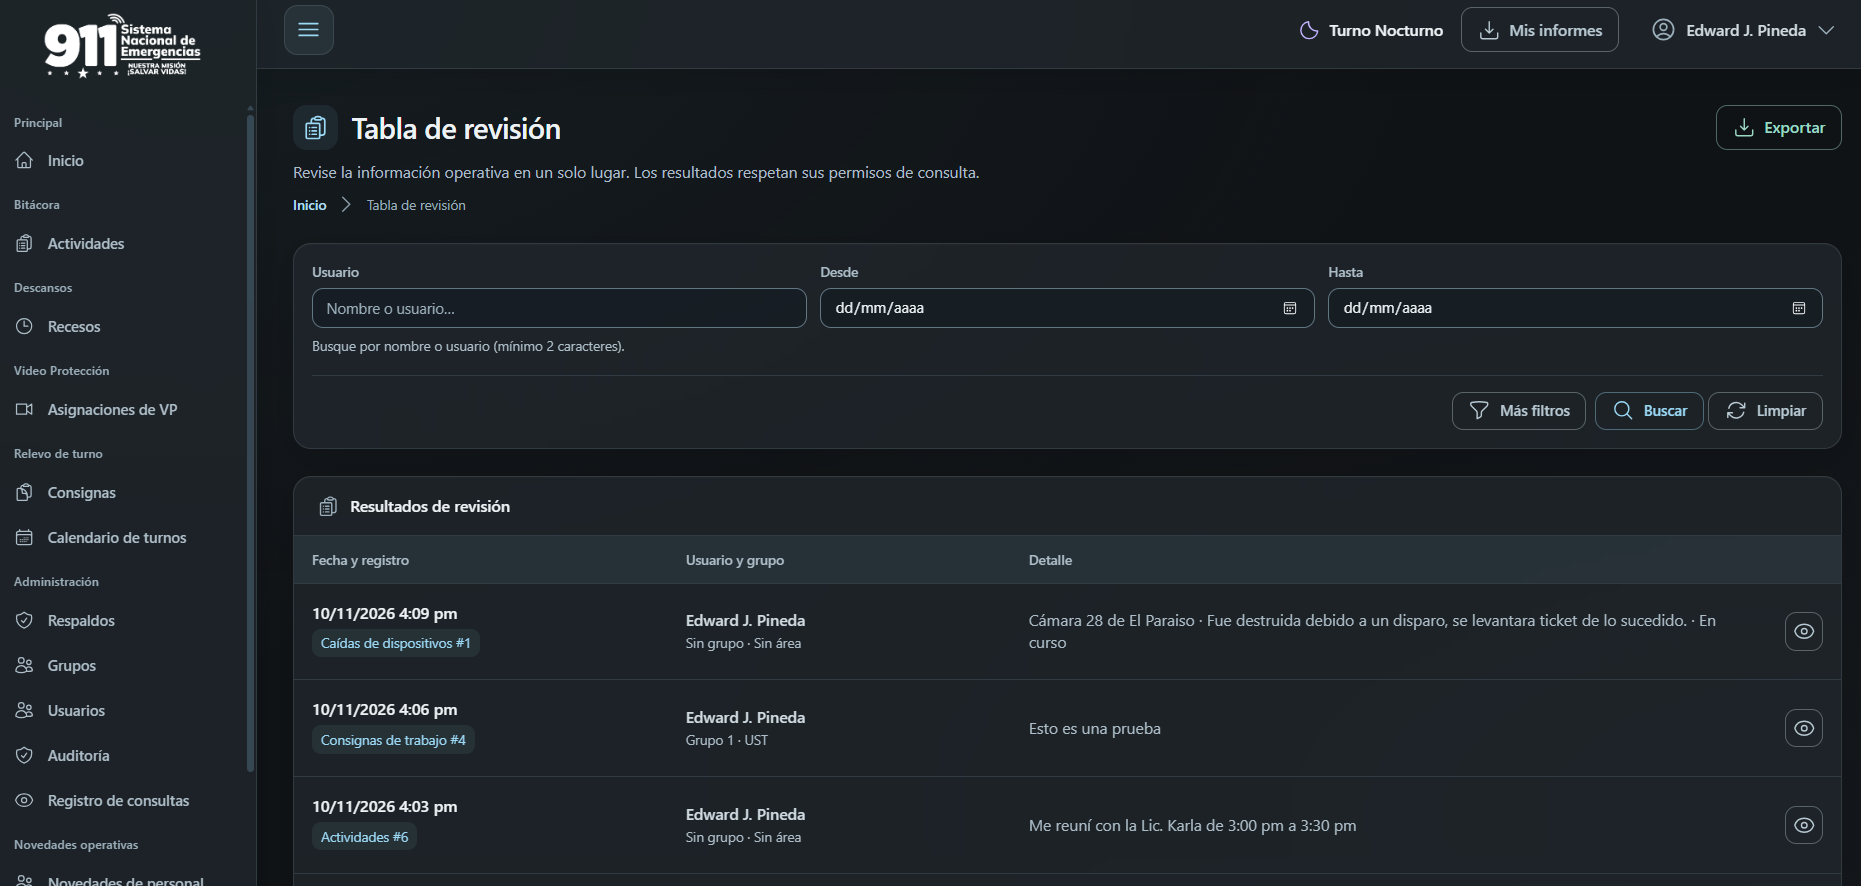 911 Sistema
Nacional de
Emergencias
NUESTRA MISIÓN
¡SALVAR VIDAS!
Turno Nocturno
Mis informes
Edward J. Pineda
Principal
Inicio
Bitácora
Actividades
Descansos
Recesos
Video Protección
Asignaciones de VP
Relevo de turno
Consignas
Calendario de turnos
Administración
Respaldos
Grupos
Usuarios
Auditoría
Registro de consultas
Novedades operativas
Novedades de personal
Tabla de revisión
Exportar
Revise la información operativa en un solo lugar. Los resultados respetan sus permisos de consulta.
Inicio > Tabla de revisión
Usuario
Nombre o usuario...
Busque por nombre o usuario (mínimo 2 caracteres).
Desde
dd/mm/aaaa
Hasta
dd/mm/aaaa
Más filtros
Buscar
Limpiar
Resultados de revisión
Fecha y registro
Usuario y grupo
Detalle
10/11/2026 4:09 pm
Caídas de dispositivos #1
Edward J. Pineda
Sin grupo · Sin área
Cámara 28 de El Paraiso · Fue destruida debido a un disparo, se levantara ticket de lo sucedido. · En
curso
10/11/2026 4:06 pm
Consignas de trabajo #4
Edward J. Pineda
Grupo 1 · UST
Esto es una prueba
10/11/2026 4:03 pm
Actividades #6
Edward J. Pineda
Sin grupo · Sin área
Me reuní con la Lic. Karla de 3:00 pm a 3:30 pm